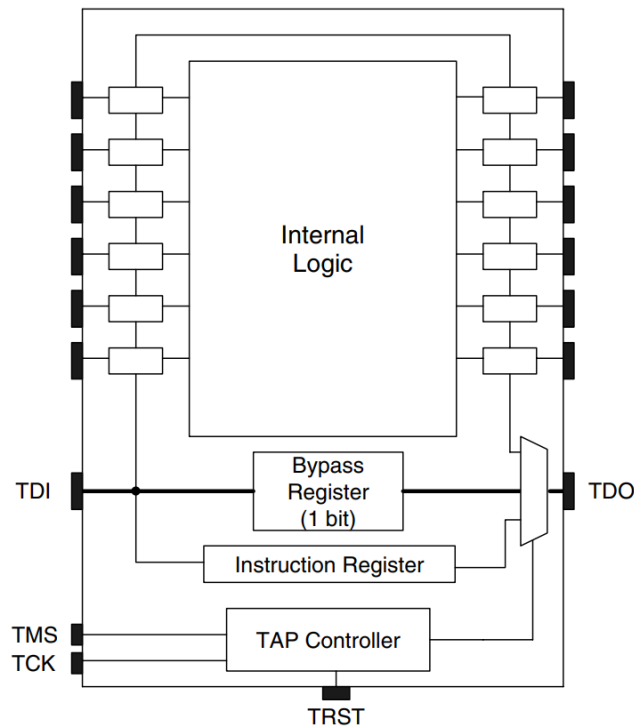 Internal
Logic
TDI
Bypass
Register
(1 bit)
TDO
Instruction Register
TMS
TCK
TAP Controller
TRST